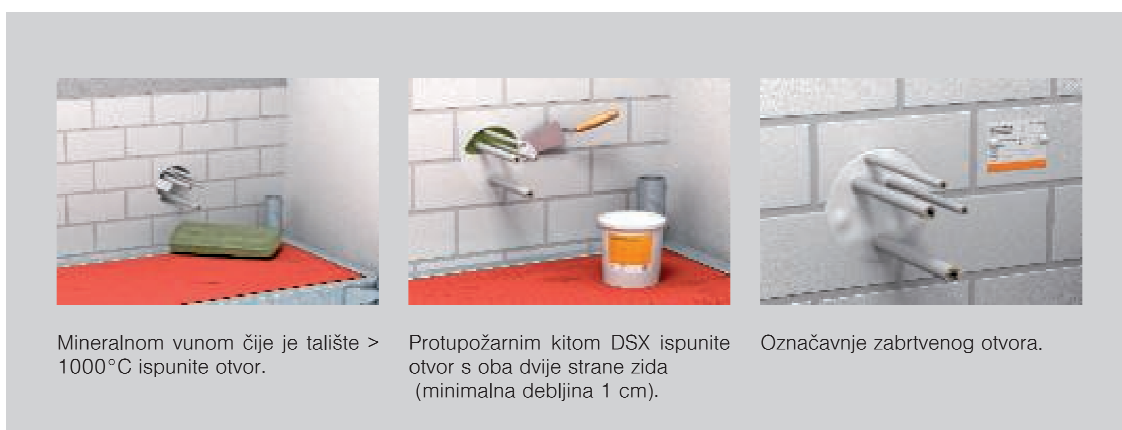 Mineralnom vunom čije je talište >
1000°C ispunite otvor.
Protupožarnim kitom DSX ispunite
otvor s oba dvije strane zida
(minimalna debljina 1 cm).
Označavnje zabrtvenog otvora.